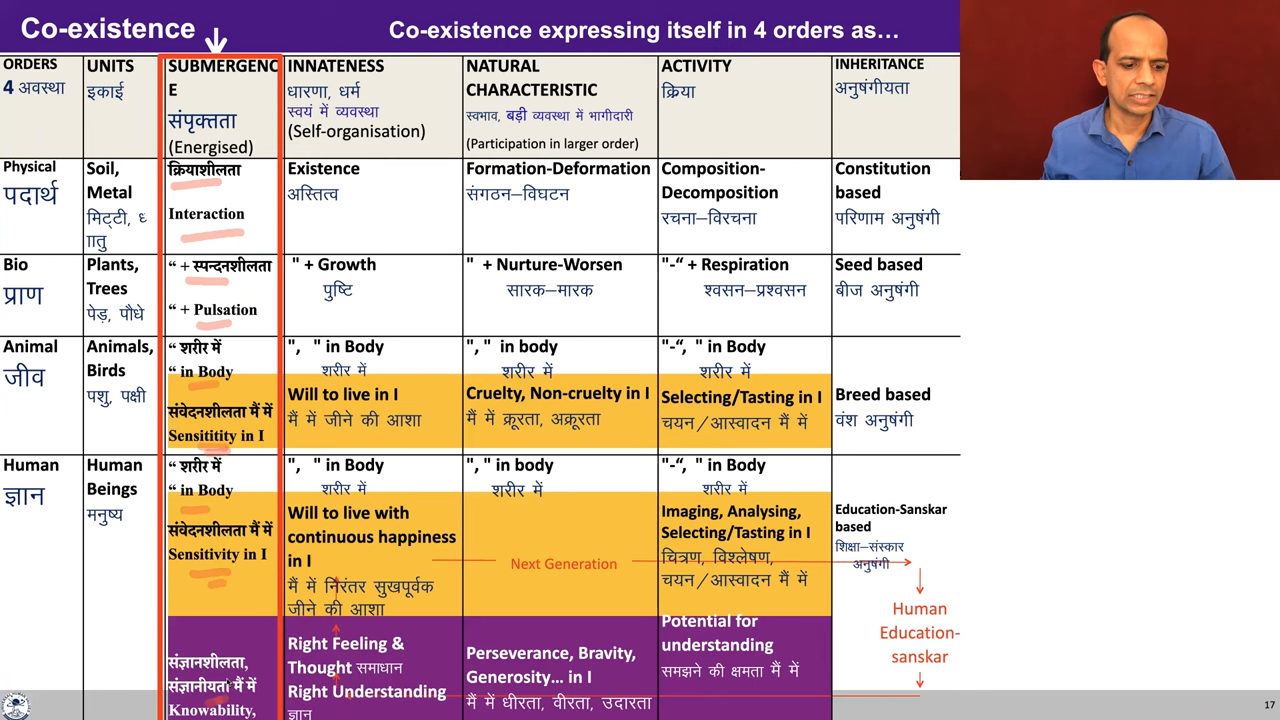 Co-existence
Co-existence expressing itself in 4 orders as…
ORDERS
4 अवस्था
UNITS
इकाई
SUBMERGENC
E
संपृक्तता
(Energised)
INNATENESS
धारणा, धर्म
स्वयं में व्यवस्था
(Self-organisation)
NATURAL
CHARACTERISTIC
स्वभाव, बड़ी व्यवस्था में भागीदारी
(Participation in larger order)
ACTIVITY
क्रिया
INHERITANCE
अनुषंगीयता
Physical
पदार्थ
Soil,
Metal
मिट्टी, ध
ाातु
क्रियाशीलता
Interaction
Existence
अस्तित्व
Formation-Deformation
संगठन–विघटन
Composition-
Decomposition
रचना–विरचना
Constitution
based
परिणाम अनुषंगी
Bio
प्राण
Plants,
Trees
पेड़, पौधे
“ + स्पन्दनशीलता
“ + Pulsation
" + Growth
पुष्टि
" + Nurture-Worsen
सारक–मारक
"-“ + Respiration
श्वसन–प्रश्वसन
Seed based
बीज अनुषंगी
Animal
जीव
Animals,
Birds
पशु, पक्षी
“ शरीर में
“ in Body
संवेदनशीलता मैं में
Sensititity in I
", " in Body
शरीर में
Will to live in I
मैं में जीने की आशा
", " in body
शरीर में
Cruelty, Non-cruelty in I
मैं में क्रूरता, अक्रूरता
"-“, " in Body
शरीर में
Selecting/Tasting in I
चयन/आस्वादन मैं में
Breed based
वंश अनुषंगी
Human
ज्ञान
Human
Beings
मनुष्य
“ शरीर में
“ in Body
संवेदनशीलता मैं में
Sensitivity in I
संज्ञानशीलता,
संज्ञानीयता मैं में
Knowability,
", " in Body
शरीर में
Will to live with
continuous happiness
in I
मैं में निरंतर सुखपूर्वक
जीने की आशा
Right Feeling &
Thought समाधान
Right Understanding
ज्ञान
", " in body
शरीर में
Next Generation
Perseverance, Bravity,
Generosity… in I
मैं में धीरता, वीरता, उदारता
"-“, " in Body
शरीर में
Imaging, Analysing,
Selecting/Tasting in I
चित्रण, विश्लेषण,
चयन/आस्वादन मैं में
Potential for
understanding
समझने की क्षमता मैं में
Education-Sanskar
based
शिक्षा–संस्कार
अनुषंगी
Human
Education-
sanskar
17